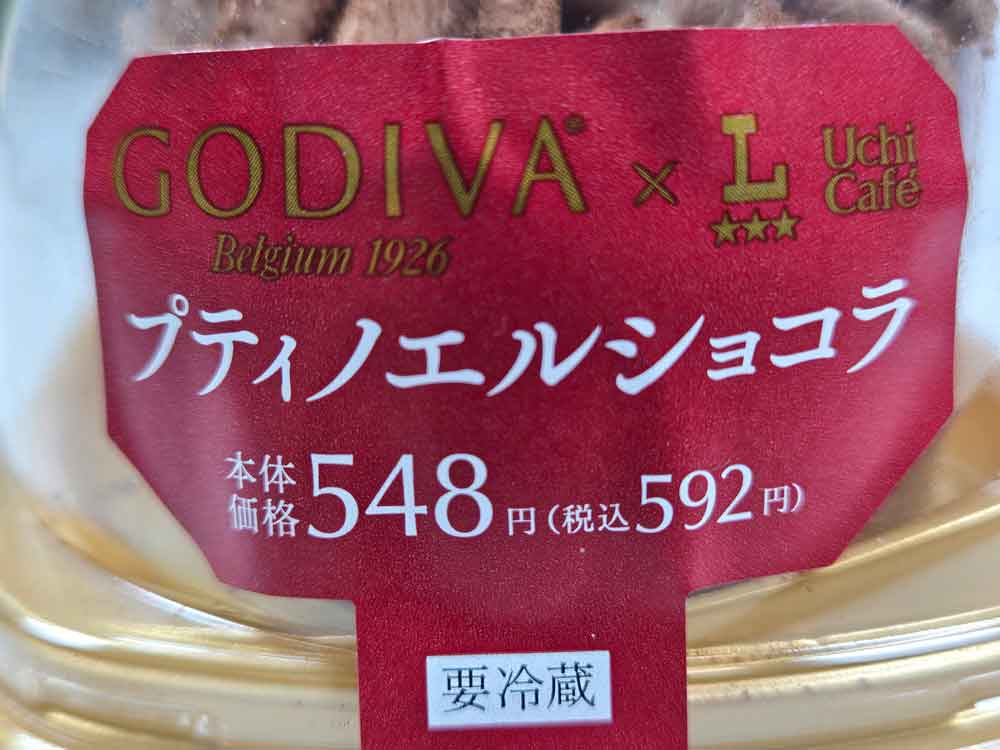 GODIVA® × L Uchi Café
Belgium 1926
プティノエルショコラ
本体価格548円(税込592円)
要冷蔵